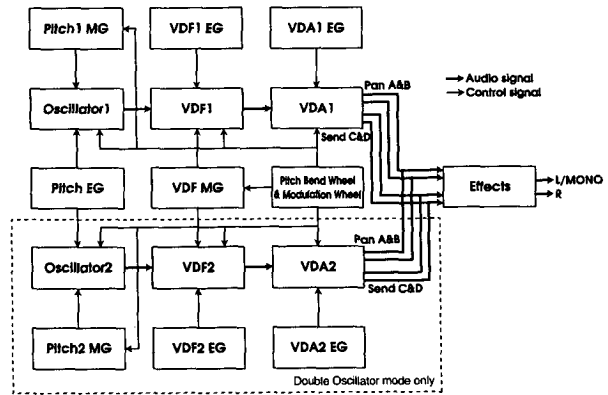 Pitch1 MG
VDF1 EG
VDA1 EG
Pan A&B
Audio signal
Control signal
Oscillator1
VDF1
VDA1
Send C&D
Pitch EG
VDF MG
Pitch Bend Wheel
& Modulation Wheel
Effects
L/MONO
R
Pan A&B
Oscillator2
VDF2
VDA2
Send C&D
Pitch2 MG
VDF2 EG
VDA2 EG
Double Oscillator mode only